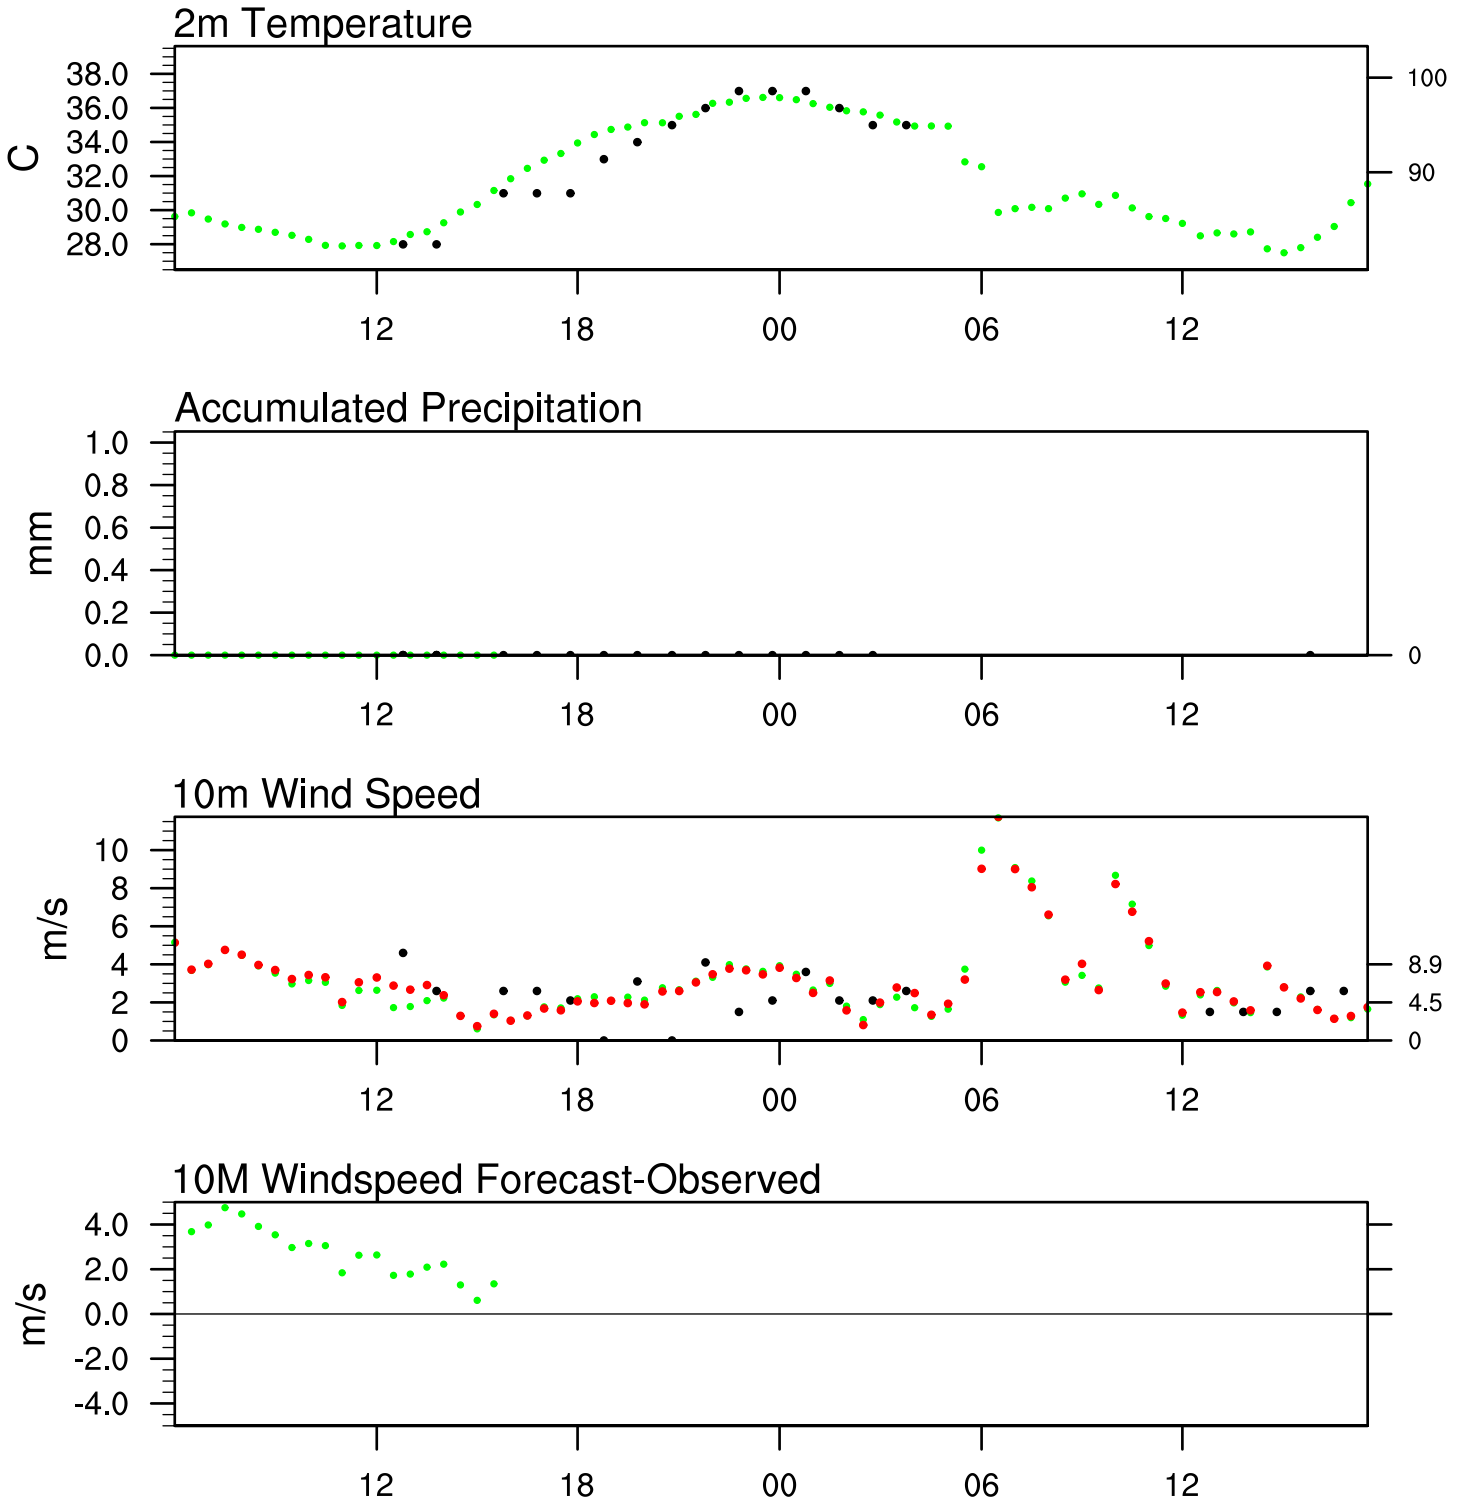 2m Temperature
38.0
36.0
34.0
32.0
30.0
28.0
C
100
90
12 18 00 06 12
Accumulated Precipitation
1.0
0.8
0.6
0.4
0.2
0.0
mm
0
12 18 00 06 12
10m Wind Speed
10
8
6
4
2
0
m/s
8.9
4.5
0
12 18 00 06 12
10M Windspeed Forecast-Observed
4.0
2.0
0.0
-2.0
-4.0
m/s
12 18 00 06 12